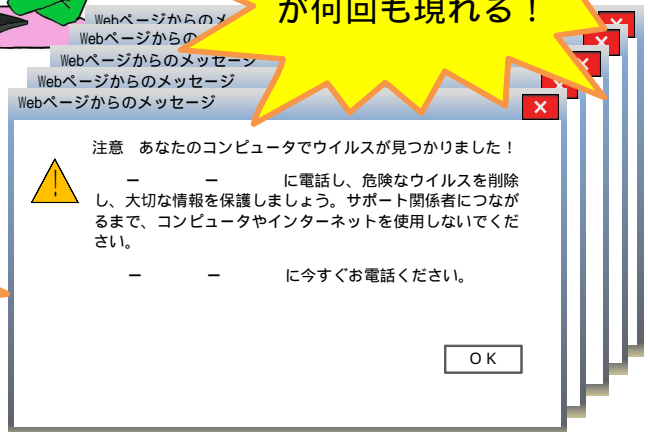 が何回も現れる！
Webページからのメ
Webページからの
Webページからのメッセージ
Webページからのメッセージ
Webページからのメッセージ
注意　あなたのコンピュータでウイルスが見つかりました！
ー　　　ー　　　に電話し、危険なウイルスを削除
し、大切な情報を保護しましょう。サポート関係者につなが
るまで、コンピュータやインターネットを使用しないでくだ
さい。
ー　　　ー　　　に今すぐお電話ください。
ＯＫ